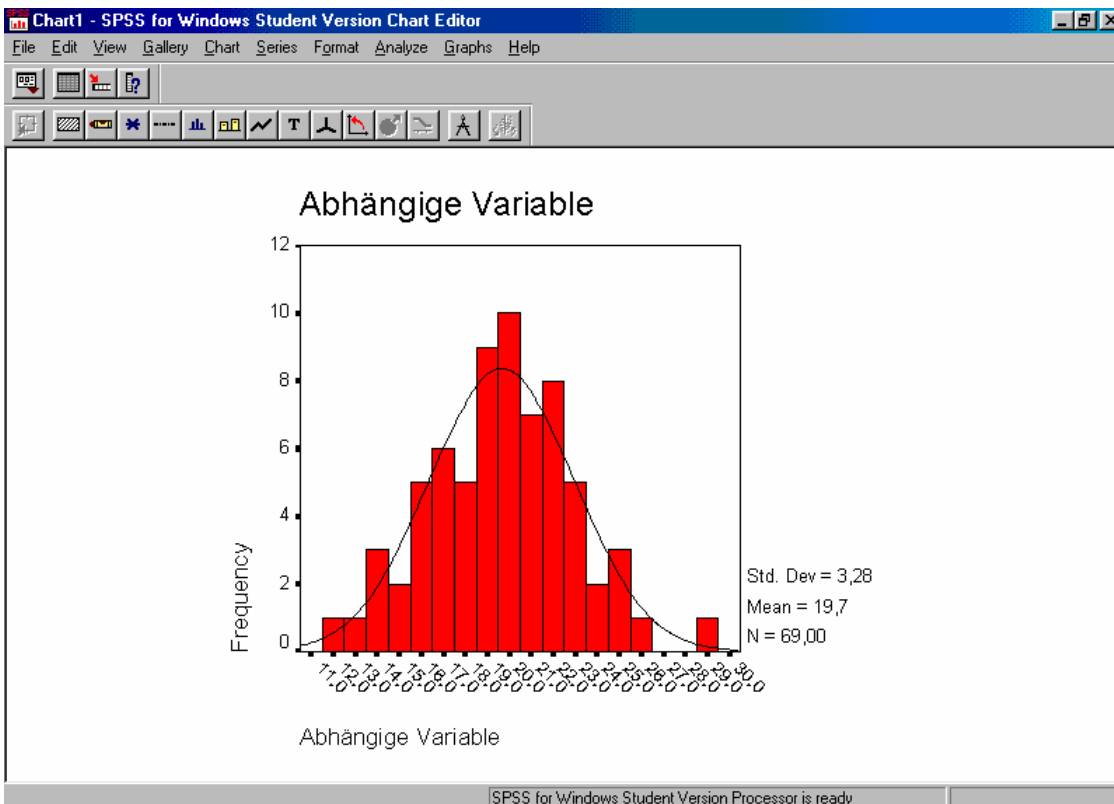 SPSS
Chart1 - SPSS for Windows Student Version Chart Editor
File Edit View Gallery Chart Series Format Analyze Graphs Help
T
Abhängige Variable
12
10
8
6
4
2
0
Frequency
Std. Dev = 3,28
Mean = 19,7
N = 69,00
11,0 12,0 13,0 14,0 15,0 16,0 17,0 18,0 19,0 20,0 21,0 22,0 23,0 24,0 25,0 26,0 27,0 28,0 29,0 30,0
Abhängige Variable
SPSS for Windows Student Version Processor is ready